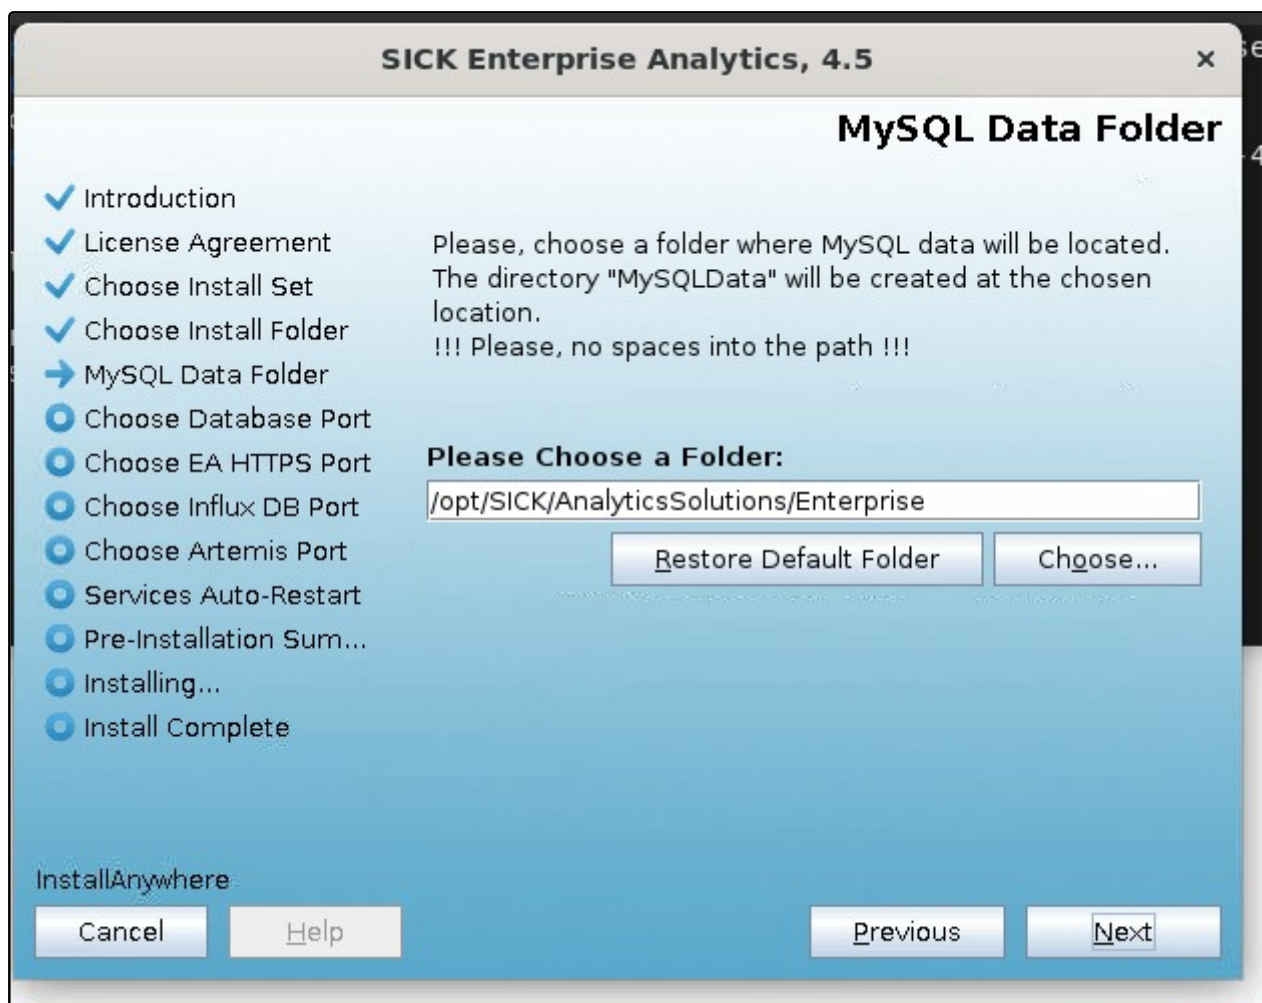 SICK Enterprise Analytics, 4.5
MySQL Data Folder
Introduction
License Agreement
Choose Install Set
Choose Install Folder
MySQL Data Folder
Choose Database Port
Choose EA HTTPS Port
Choose Influx DB Port
Choose Artemis Port
Services Auto-Restart
Pre-Installation Sum...
Installing...
Install Complete
Please, choose a folder where MySQL data will be located.
The directory "MySQLData" will be created at the chosen
location.
!!! Please, no spaces into the path !!!
Please Choose a Folder:
/opt/SICK/AnalyticsSolutions/Enterprise
Restore Default Folder
Choose...
InstallAnywhere
Cancel
Help
Previous
Next